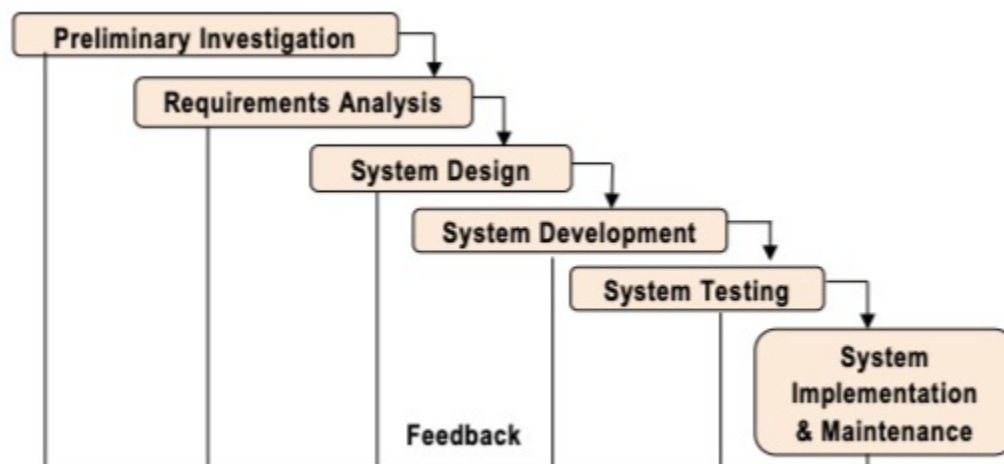 Preliminary Investigation
Requirements Analysis
System Design
System Development
System Testing
System
Implementation
& Maintenance
Feedback